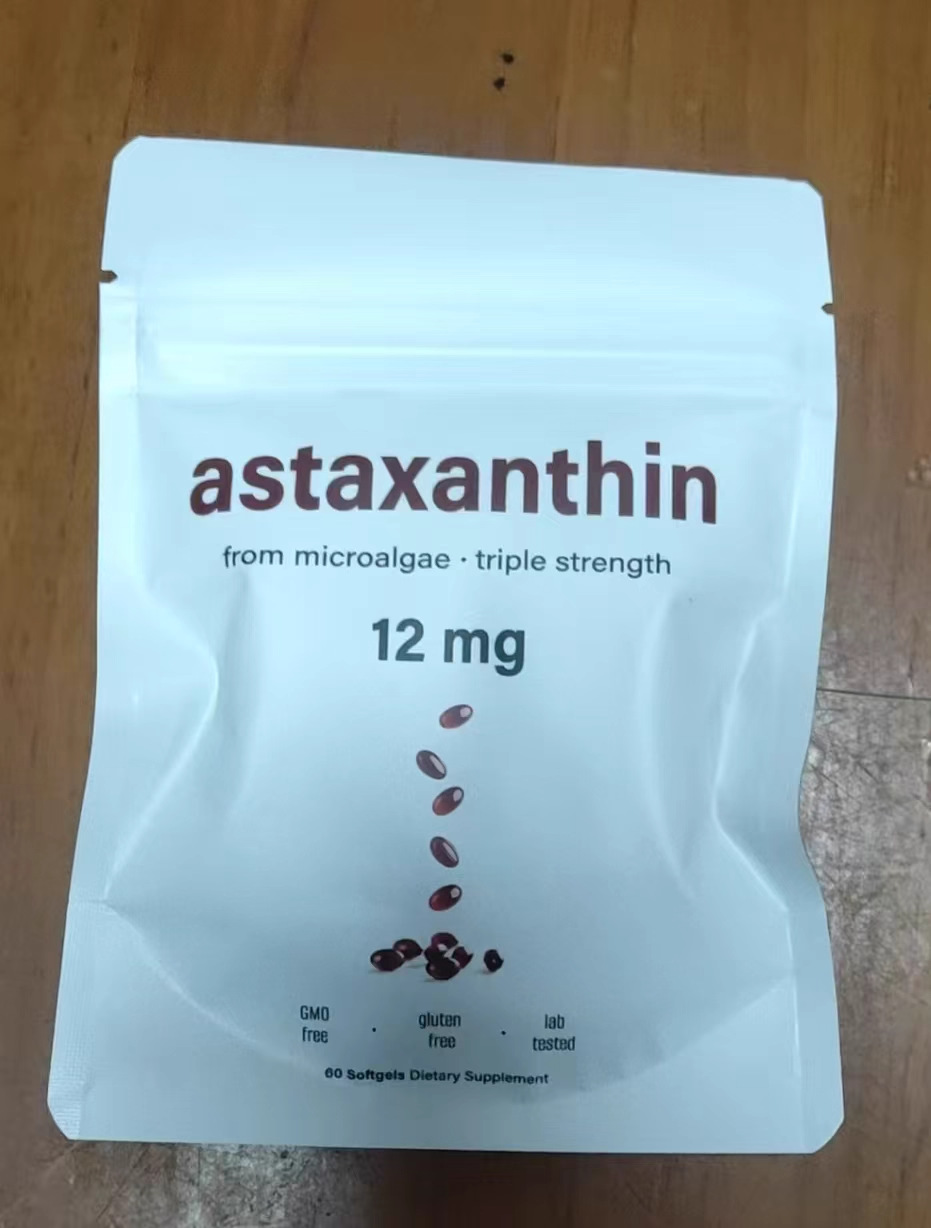 astaxanthin
from microalgae · triple strength
12 mg
GMO free · gluten free · lab tested
60 Softgels Dietary Supplement